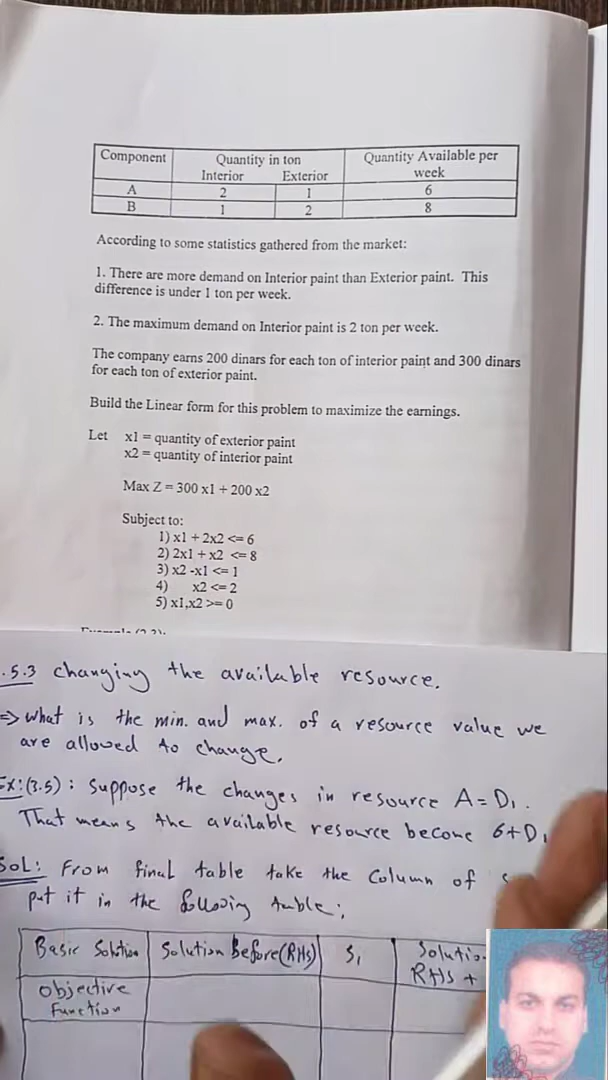 Component Quantity in ton Quantity Available per
Interior Exterior week
A 2 1 6
B 1 2 8
According to some statistics gathered from the market:
1. There are more demand on Interior paint than Exterior paint. This
difference is under 1 ton per week.
2. The maximum demand on Interior paint is 2 ton per week.
The company earns 200 dinars for each ton of interior paint and 300 dinars
for each ton of exterior paint.
Build the Linear form for this problem to maximize the earnings.
Let x1 = quantity of exterior paint
x2 = quantity of interior paint
Max Z = 300 x1 + 200 x2
Subject to:
1) x1 + 2x2 <= 6
2) 2x1 + x2 <= 8
3) x2 -x1 <= 1
4) x2 <= 2
5) x1,x2 >= 0
.5.3 changing the available resource.
=> what is the min. and max. of a resource value we
are allowed to change.
Ex:(3.5): Suppose the changes in resource A = D1.
That means the available resource become 6+D1
Sol: From final table take the Column of
put it in the following table:
Basic Solution Solution Before(RHS) S1 Solution
RHS +
objective
Function